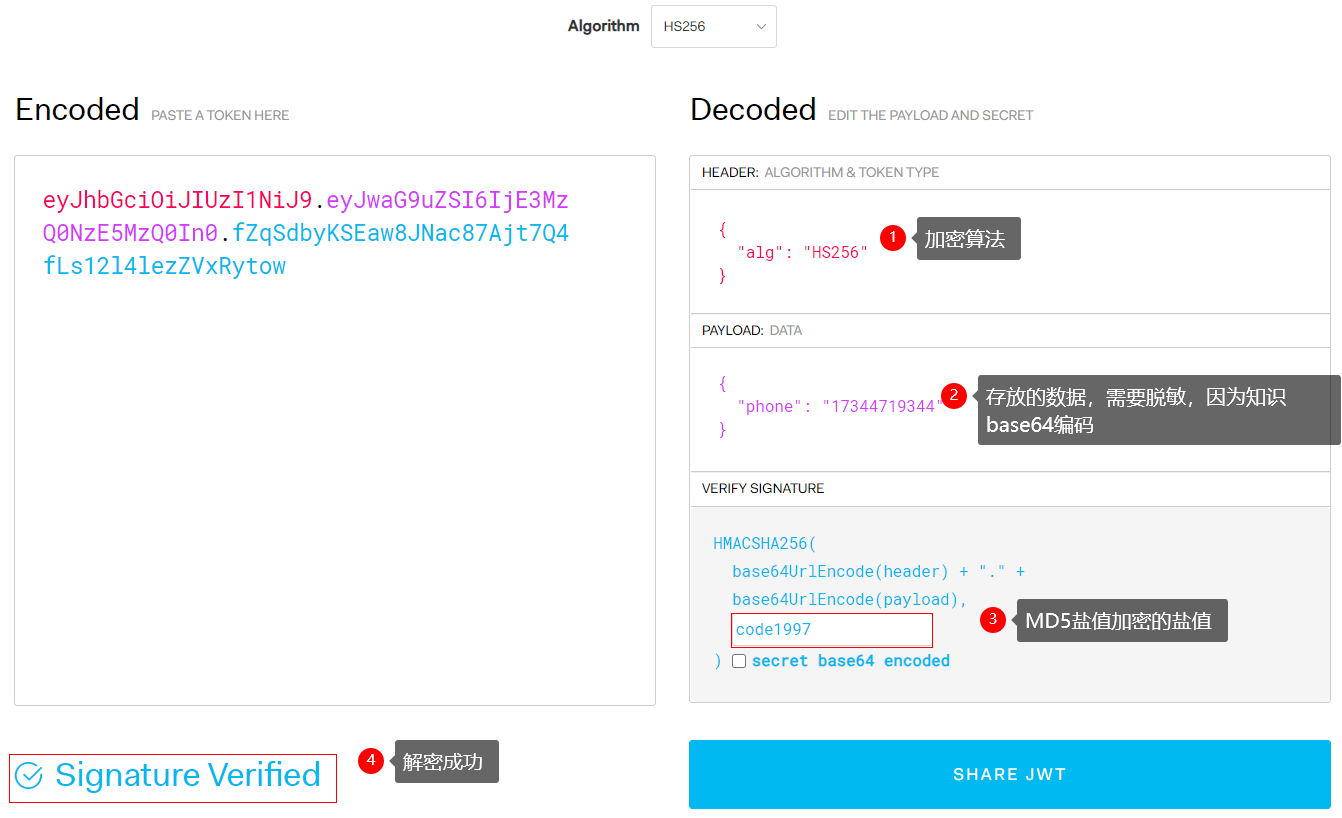 Algorithm HS256
Encoded PASTE A TOKEN HERE
eyJhbGciOiJIUzI1NiJ9.eyJwaG9uZSI6IjE3Mz
Q0NzE5MzQ0In0.fZqSdbyKSEaw8JNac87Ajt7Q4
fLs12l4lezZVxRytow
Decoded EDIT THE PAYLOAD AND SECRET
HEADER: ALGORITHM & TOKEN TYPE
{
"alg": "HS256"
}
1 加密算法
PAYLOAD: DATA
{
"phone": "17344719344"
}
2 存放的数据，需要脱敏，因为知识
base64编码
VERIFY SIGNATURE
HMACSHA256(
base64UrlEncode(header) + "." +
base64UrlEncode(payload),
code1997
) secret base64 encoded
3 MD5盐值加密的盐值
Signature Verified
4 解密成功
SHARE JWT